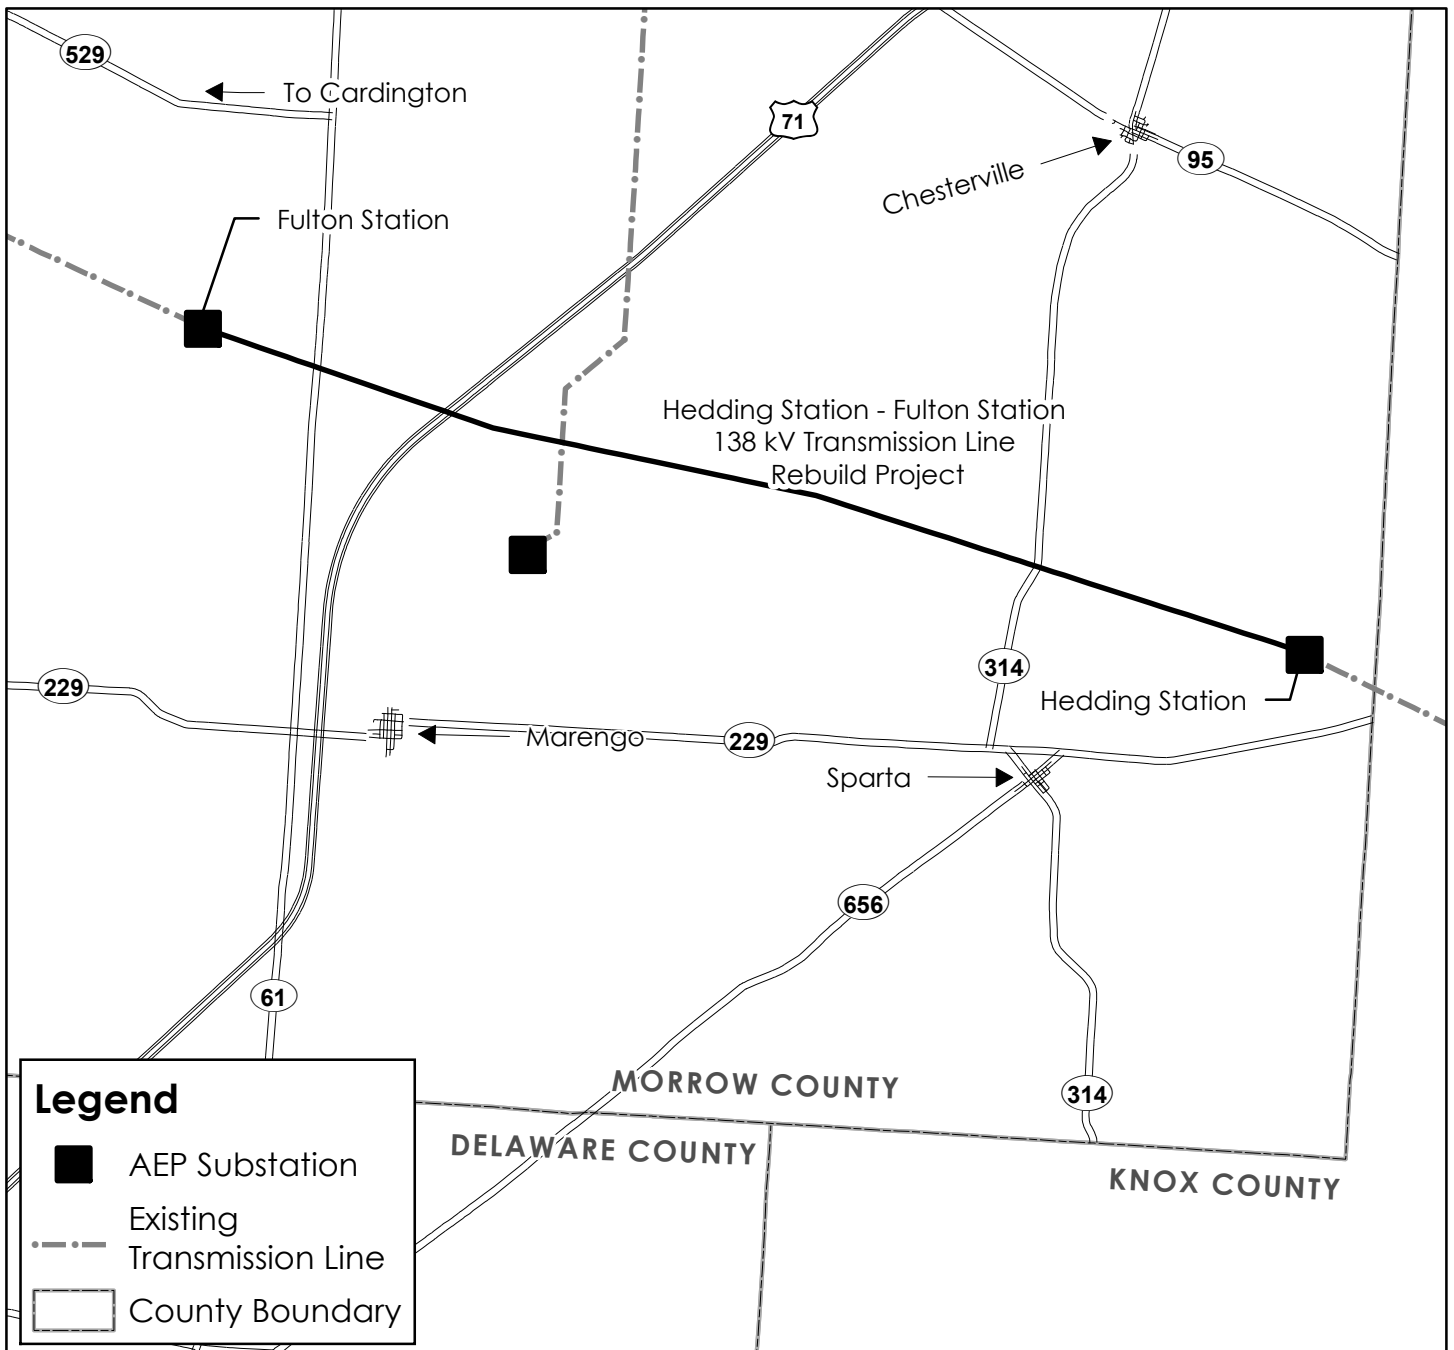 529
To Cardington
71
Chesterville
95
Fulton Station
Hedding Station - Fulton Station
138 kV Transmission Line
Rebuild Project
229
314
Hedding Station
Marengo
229
Sparta
656
61
314
MORROW COUNTY
DELAWARE COUNTY
KNOX COUNTY
Legend
AEP Substation
Existing
Transmission Line
County Boundary